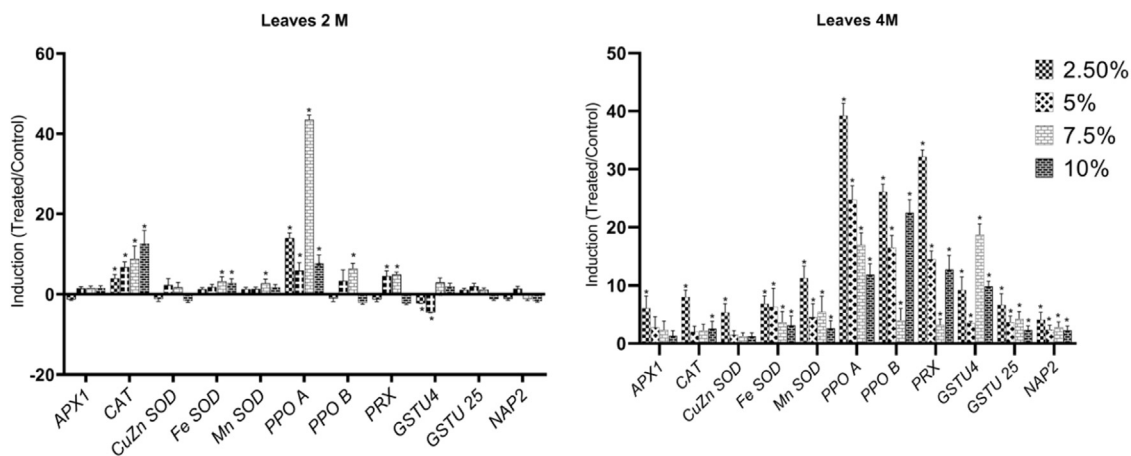 Leaves 2 M
Induction (Treated/Control)
60
40
20
0
-20
APX1
CAT
CuZn SOD
Fe SOD
Mn SOD
PPO A
PPO B
PRX
GSTU4
GSTU 25
NAP2
Leaves 4M
Induction (Treated/Control)
50
40
30
20
10
0
APX1
CAT
CuZn SOD
Fe SOD
Mn SOD
PPO A
PPO B
PRX
GSTU4
GSTU 25
NAP2
2.50%
5%
7.5%
10%